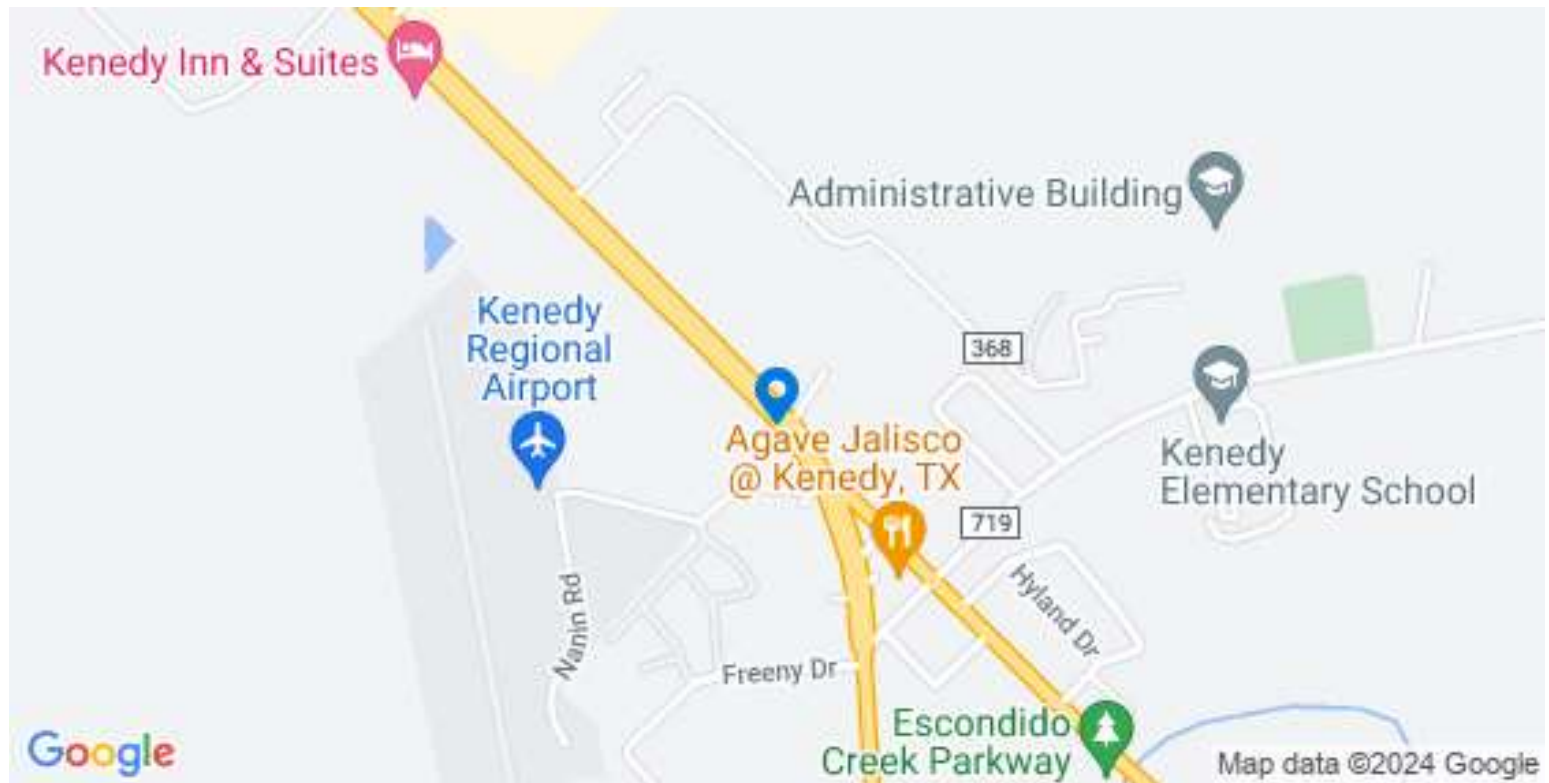 Kenedy Inn & Suites
Administrative Building
Kenedy
Regional
Airport
368
Agave Jalisco
@ Kenedy, TX
Kenedy
Elementary School
719
Hyland Dr
Nanin Rd
Freeny Dr
Escondido
Creek Parkway
Google
Map data ©2024 Google